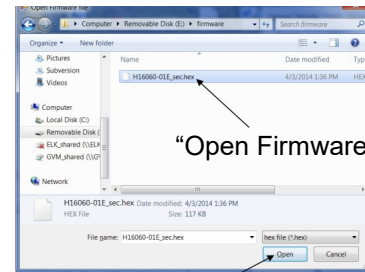 Open Firmware file
Computer ▸ Removable Disk (E:) ▸ firmware
Search firmware
Organize ▾ New folder
Name
Date modified
Typ
Pictures
Subversion
Videos
H16060-01E_sec.hex
4/3/2014 1:36 PM
HEX
Computer
Local Disk (C:)
Removable Disk (
ELK_shared (\\ELK
GVM_shared (\\G
Network
"Open Firmware
H16060-01E_sec.hex Date modified: 4/3/2014 1:36 PM
HEX File Size: 117 KB
File name: H16060-01E_sec.hex
hex file (*.hex)
Open
Cancel